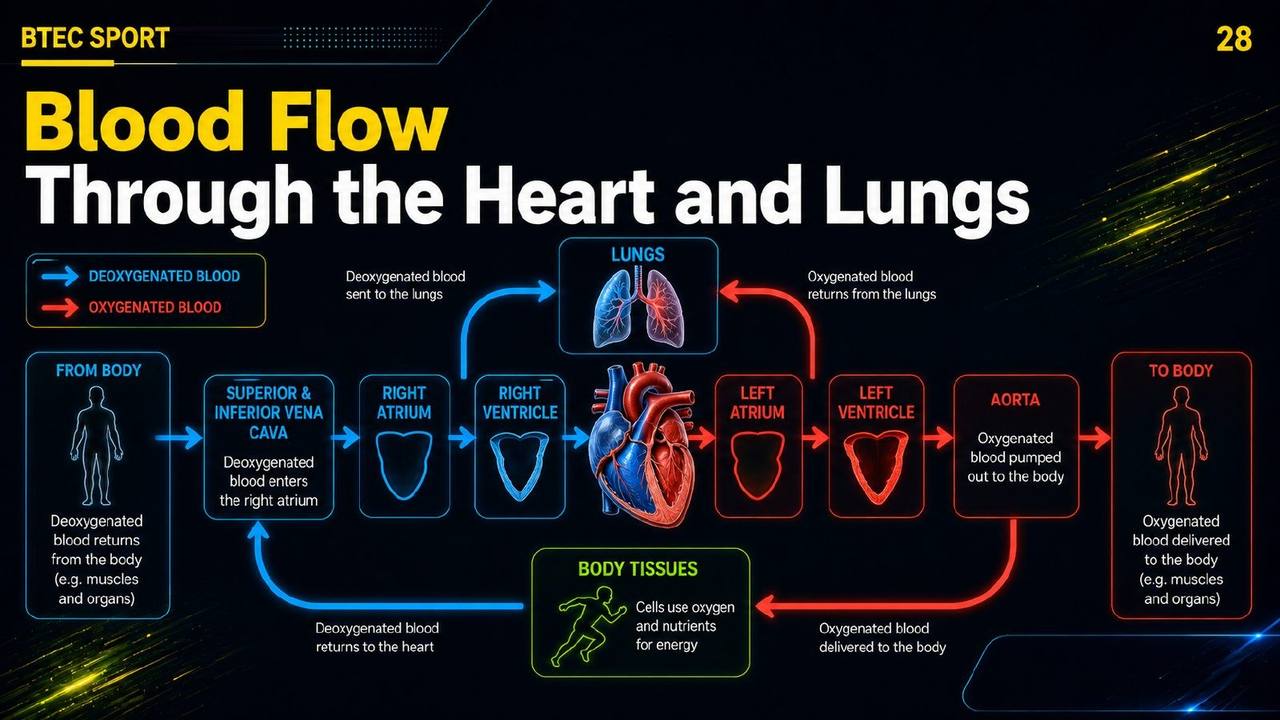 BTEC SPORT
28
Blood Flow
Through the Heart and Lungs
DEOXYGENATED BLOOD
OXYGENATED BLOOD
Deoxygenated blood
sent to the lungs
LUNGS
Oxygenated blood
returns from the lungs
FROM BODY
Deoxygenated
blood returns
from the body
(e.g. muscles
and organs)
SUPERIOR &
INFERIOR VENA
CAVA
Deoxygenated
blood enters
the right atrium
RIGHT
ATRIUM
RIGHT
VENTRICLE
LEFT
ATRIUM
LEFT
VENTRICLE
AORTA
Oxygenated
blood pumped
out to the body
TO BODY
Oxygenated
blood delivered
to the body
(e.g. muscles
and organs)
Deoxygenated blood
returns to the heart
BODY TISSUES
Cells use oxygen
and nutrients
for energy
Oxygenated blood
delivered to the body